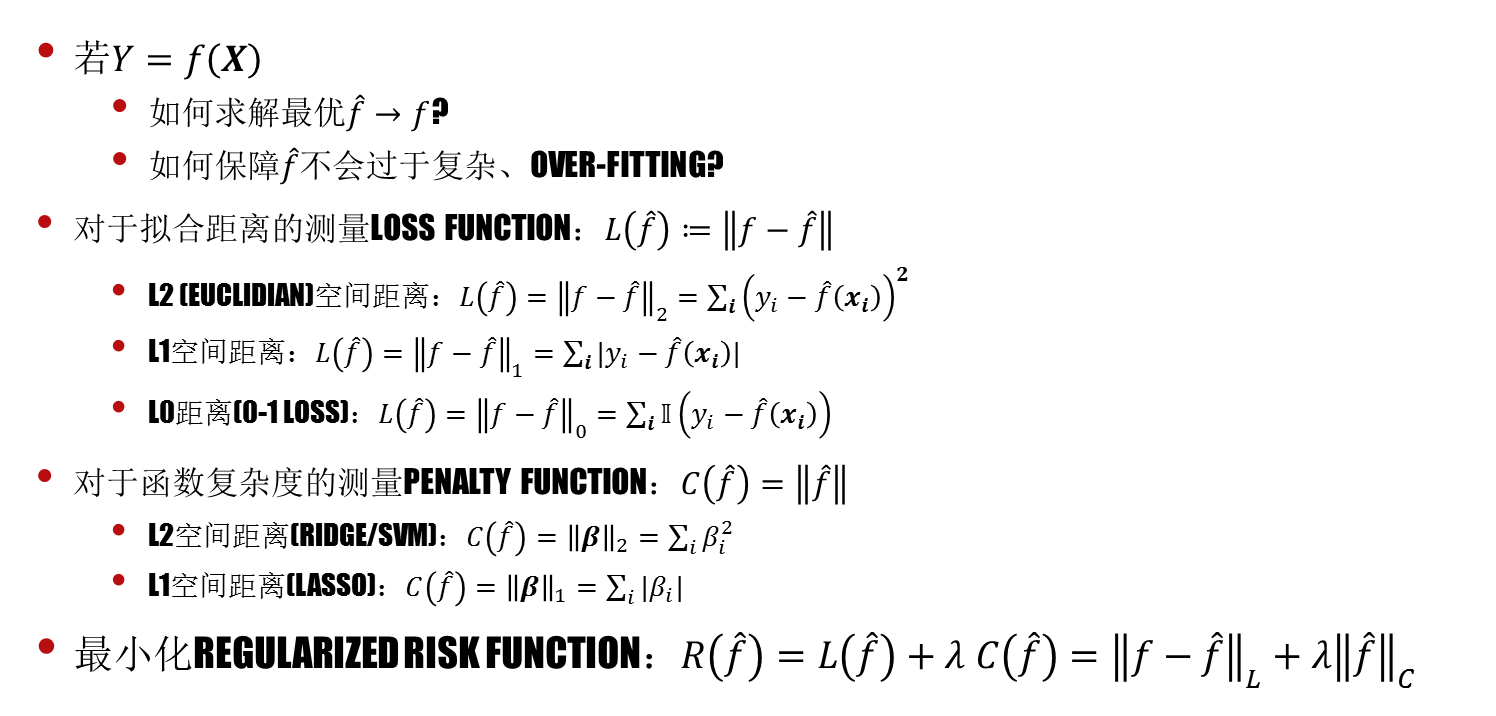 • 若Y = f(X)
• 如何求解最优f̂ → f?
• 如何保障f̂不会过于复杂、OVER-FITTING?
• 对于拟合距离的测量LOSS FUNCTION：L(f̂) ≔ ‖f − f̂‖
• L2 (EUCLIDIAN)空间距离：L(f̂) = ‖f − f̂‖₂ = ∑ᵢ(yᵢ − f̂(xᵢ))²
• L1空间距离：L(f̂) = ‖f − f̂‖₁ = ∑ᵢ|yᵢ − f̂(xᵢ)|
• L0距离(0-1 LOSS)：L(f̂) = ‖f − f̂‖₀ = ∑ᵢ 𝕀(yᵢ − f̂(xᵢ))
• 对于函数复杂度的测量PENALTY FUNCTION：C(f̂) = ‖f̂‖
• L2空间距离(RIDGE/SVM)：C(f̂) = ‖β‖₂ = ∑ᵢ βᵢ²
• L1空间距离(LASSO)：C(f̂) = ‖β‖₁ = ∑ᵢ |βᵢ|
• 最小化REGULARIZED RISK FUNCTION：R(f̂) = L(f̂) + λ C(f̂) = ‖f − f̂‖_L + λ‖f̂‖_C